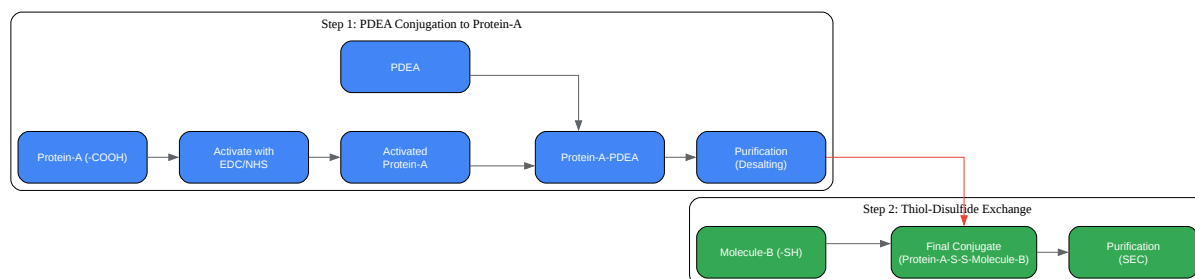 Step 1: PDEA Conjugation to Protein-A
PDEA
Protein-A (-COOH)
Activate with
EDC/NHS
Activated
Protein-A
Protein-A-PDEA
Purification
(Desalting)
Step 2: Thiol-Disulfide Exchange
Molecule-B (-SH)
Final Conjugate
(Protein-A-S-S-Molecule-B)
Purification
(SEC)